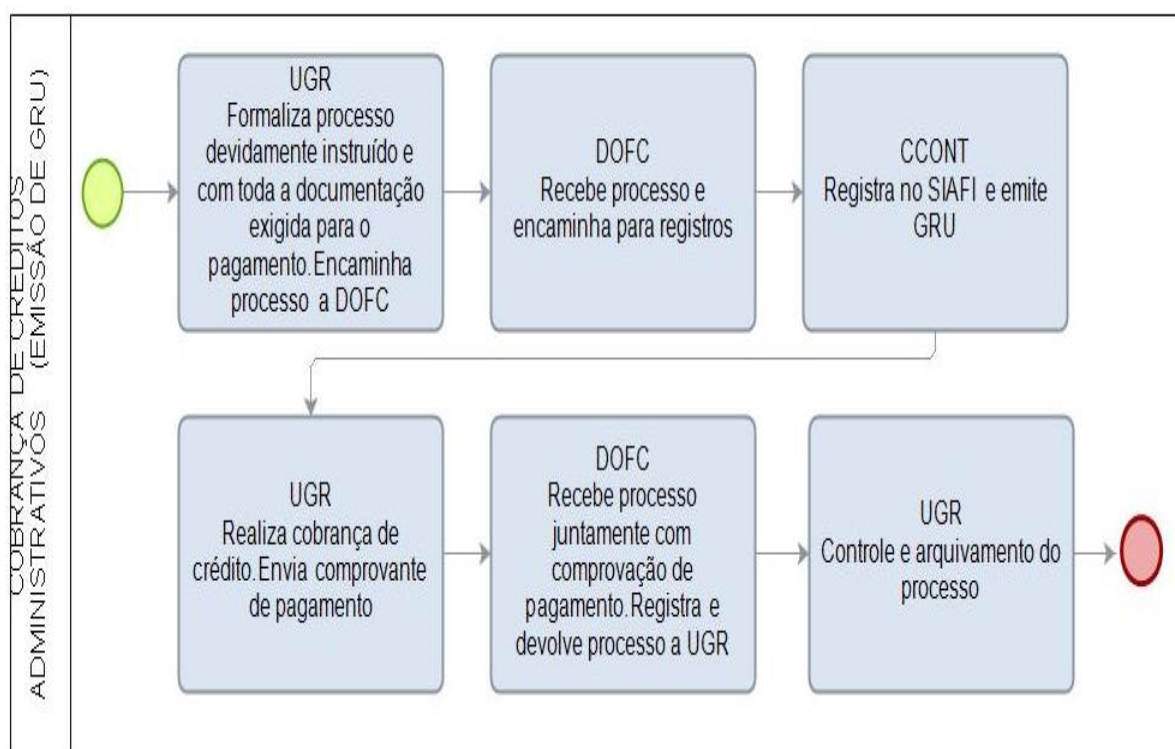 COBRANÇA DE CREDITOS
ADMINISTRATIVOS (EMISSÃO DE GRU)
UGR
Formaliza processo
devidamente instruído e
com toda a documentação
exigida para o
pagamento.Encaminha
processo a DOFC
DOFC
Recebe processo e
encaminha para registros
CCONT
Registra no SIAFI e emite
GRU
UGR
Realiza cobrança de
crédito.Envia comprovante
de pagamento
DOFC
Recebe processo
juntamente com
comprovação de
pagamento.Registra e
devolve processo a UGR
UGR
Controle e arquivamento do
processo